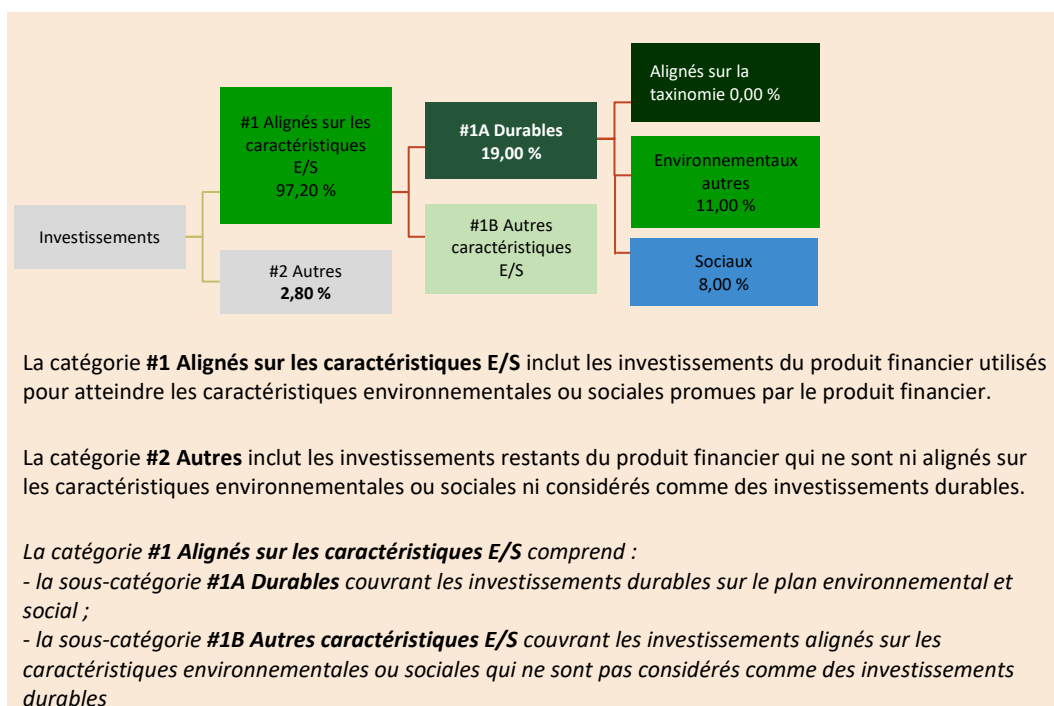 Investissements
#1 Alignés sur les
caractéristiques
E/S
97,20 %
#2 Autres
2,80 %
#1A Durables
19,00 %
#1B Autres
caractéristiques
E/S
Alignés sur la
taxinomie 0,00 %
Environnementaux
autres
11,00 %
Sociaux
8,00 %
La catégorie #1 Alignés sur les caractéristiques E/S inclut les investissements du produit financier utilisés
pour atteindre les caractéristiques environnementales ou sociales promues par le produit financier.
La catégorie #2 Autres inclut les investissements restants du produit financier qui ne sont ni alignés sur
les caractéristiques environnementales ou sociales ni considérés comme des investissements durables.
La catégorie #1 Alignés sur les caractéristiques E/S comprend :
- la sous-catégorie #1A Durables couvrant les investissements durables sur le plan environnemental et
social ;
- la sous-catégorie #1B Autres caractéristiques E/S couvrant les investissements alignés sur les
caractéristiques environnementales ou sociales qui ne sont pas considérés comme des investissements
durables